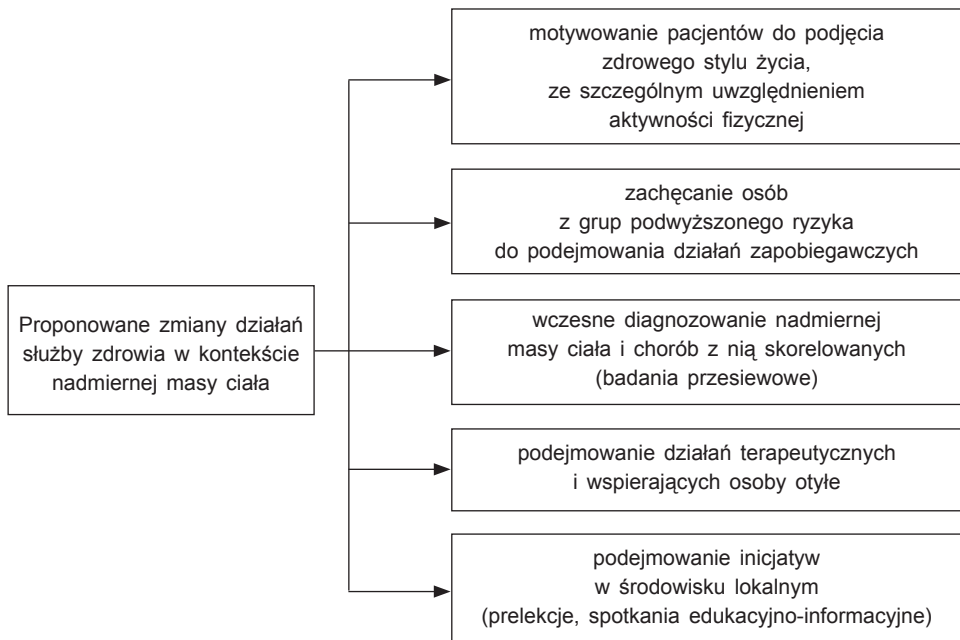 motywowanie pacjentów do podjęcia
zdrowego stylu życia,
ze szczególnym uwzględnieniem
aktywności fizycznej
zachęcanie osób
z grup podwyższonego ryzyka
do podejmowania działań zapobiegawczych
Proponowane zmiany działań
służby zdrowia w kontekście
nadmiernej masy ciała
wczesne diagnozowanie nadmiernej
masy ciała i chorób z nią skorelowanych
(badania przesiewowe)
podejmowanie działań terapeutycznych
i wspierających osoby otyłe
podejmowanie inicjatyw
w środowisku lokalnym
(prelekcje, spotkania edukacyjno-informacyjne)